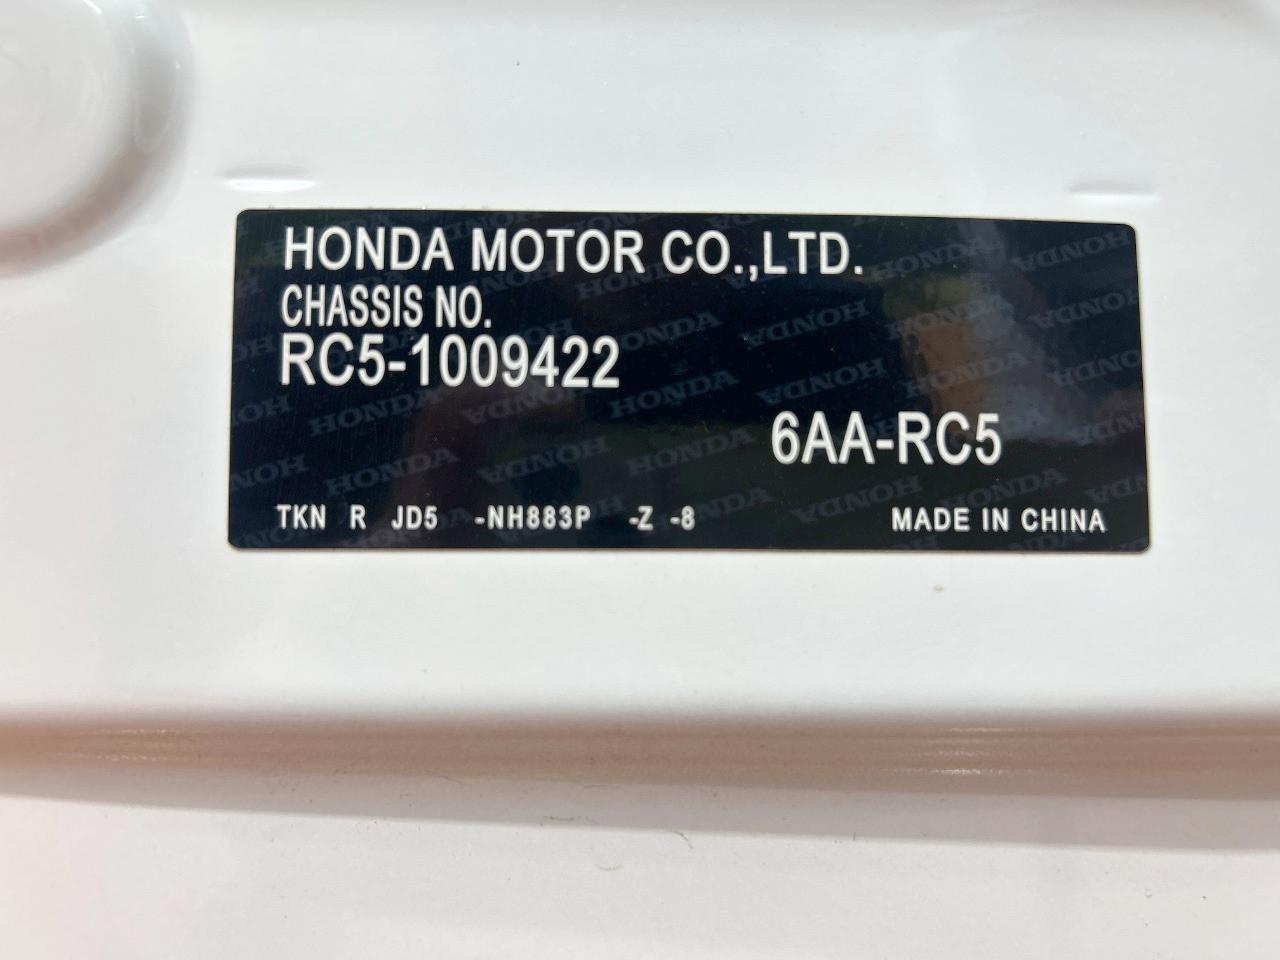 HONDA MOTOR CO.,LTD.
CHASSIS NO.
RC5-1009422
6AA-RC5
TKN R JD5 -NH883P -Z -8 MADE IN CHINA